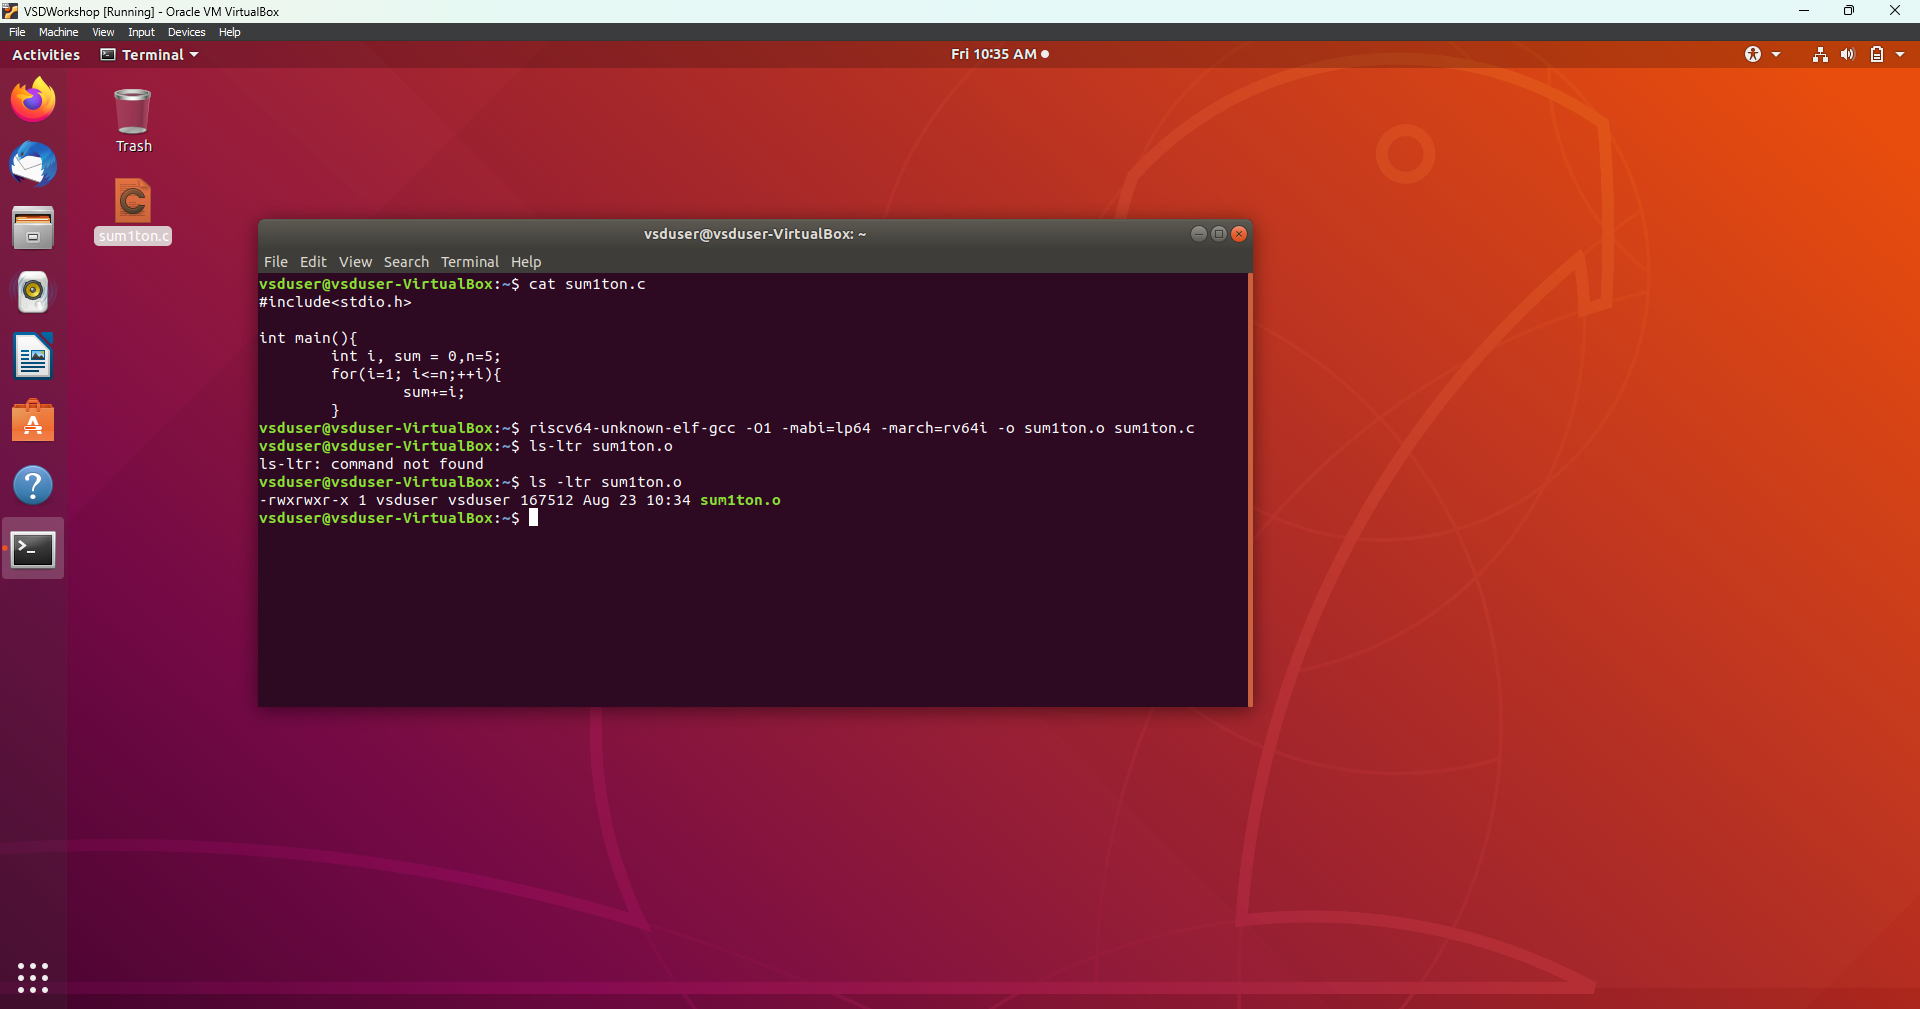 VSDWorkshop [Running] - Oracle VM VirtualBox
File Machine View Input Devices Help
Activities Terminal Fri 10:35 AM
Trash
sum1ton.c
vsduser@vsduser-VirtualBox: ~
File Edit View Search Terminal Help
vsduser@vsduser-VirtualBox:~$ cat sum1ton.c
#include<stdio.h>
int main(){
        int i, sum = 0,n=5;
        for(i=1; i<=n;++i){
                sum+=i;
        }
vsduser@vsduser-VirtualBox:~$ riscv64-unknown-elf-gcc -O1 -mabi=lp64 -march=rv64i -o sum1ton.o sum1ton.c
vsduser@vsduser-VirtualBox:~$ ls-ltr sum1ton.o
ls-ltr: command not found
vsduser@vsduser-VirtualBox:~$ ls -ltr sum1ton.o
-rwxrwxr-x 1 vsduser vsduser 167512 Aug 23 10:34 sum1ton.o
vsduser@vsduser-VirtualBox:~$